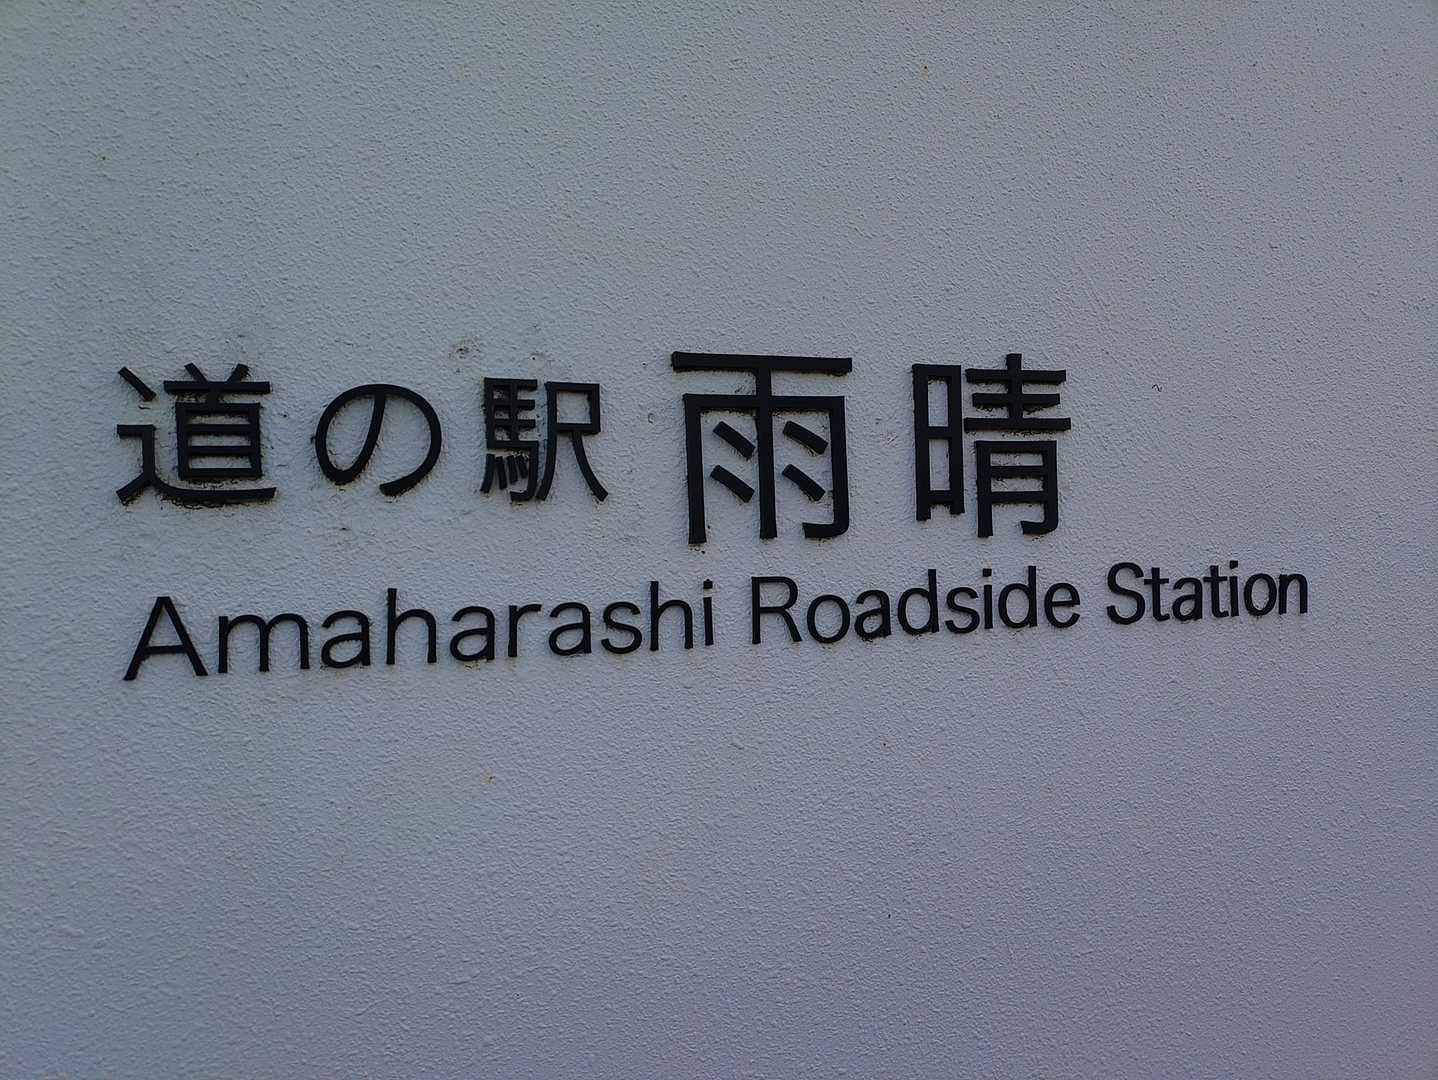 道の駅 雨晴
Amaharashi Roadside Station